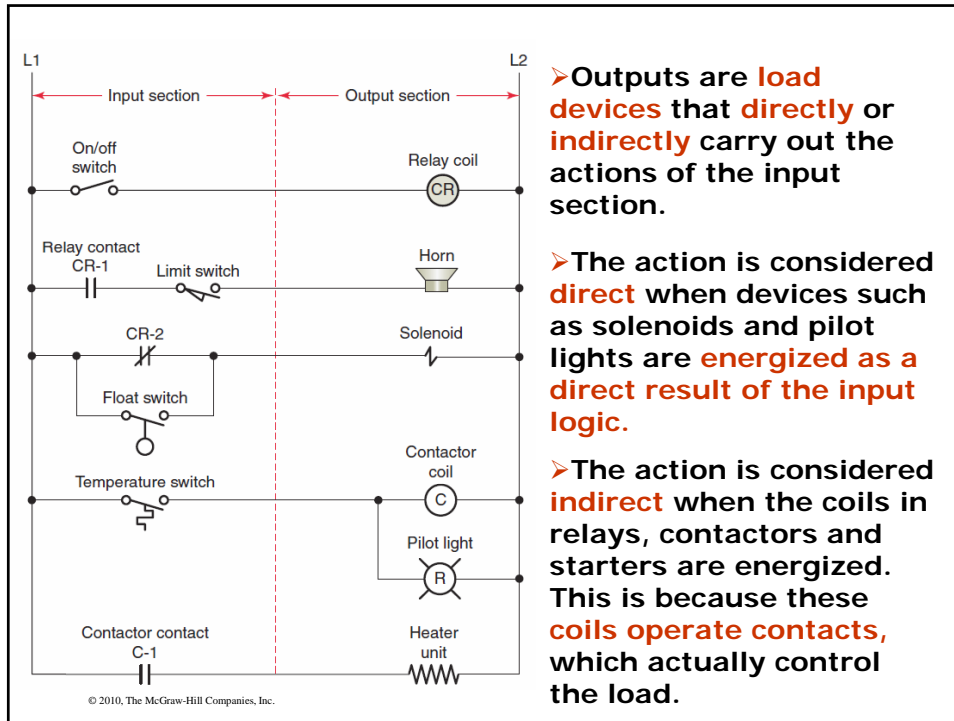 L1
L2
Input section
Output section
On/off
switch
Relay coil
CR
Relay contact
CR-1
Limit switch
Horn
CR-2
Solenoid
Float switch
Contactor
coil
Temperature switch
C
Pilot light
R
Contactor contact
C-1
Heater
unit
© 2010, The McGraw-Hill Companies, Inc.
➢Outputs are load
devices that directly or
indirectly carry out the
actions of the input
section.
➢The action is considered
direct when devices such
as solenoids and pilot
lights are energized as a
direct result of the input
logic.
➢The action is considered
indirect when the coils in
relays, contactors and
starters are energized.
This is because these
coils operate contacts,
which actually control
the load.